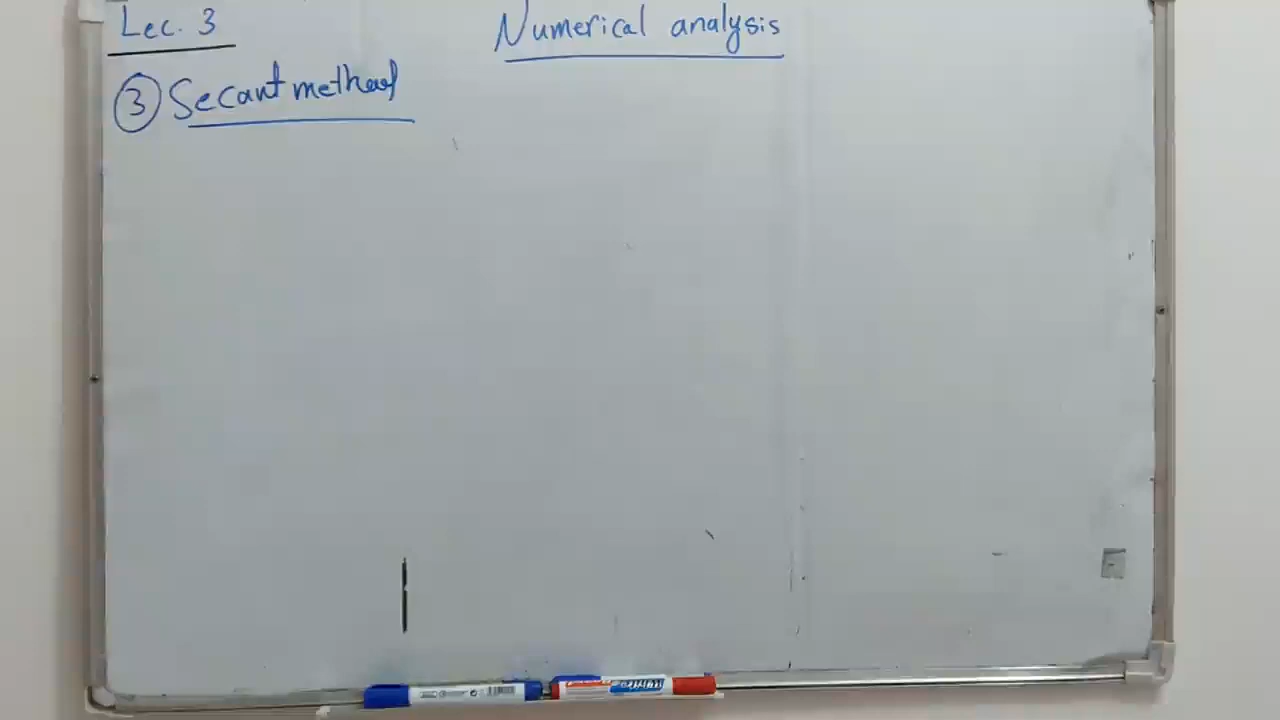 Lec. 3
Numerical analysis
③ Secant method